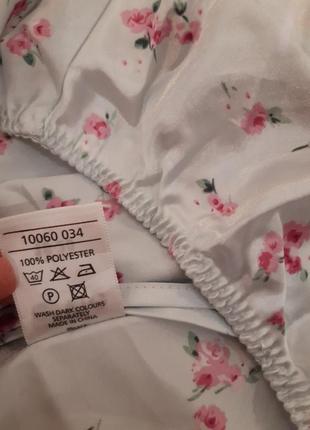 10060 034
100% POLYESTER
40
P
WASH DARK COLOURS
SEPARATELY
MADE IN CHINA